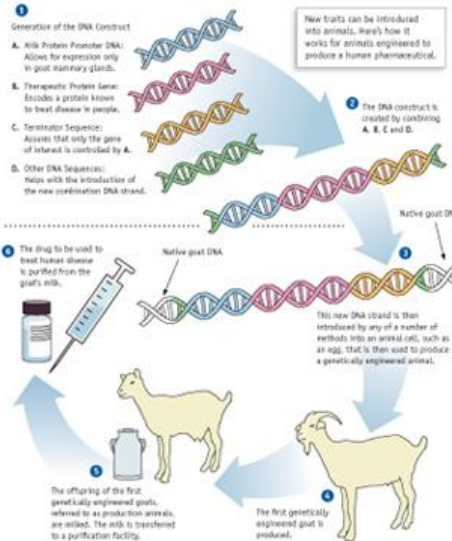 1
Generation of the DNA Construct
A. Milk Protein Promoter DNA:
Allows for expression only
in goat mammary glands.
B. Therapeutic Protein Gene:
Encodes a protein known
to treat disease in people.
C. Terminator Sequence:
Assures that only the gene
of interest is controlled by A.
D. Other DNA Sequences:
Helps with the introduction of
the new combination DNA strand.
New traits can be introduced
into animals. Here's how it
works for animals engineered to
produce a human pharmaceutical.
2 The DNA construct is
created by combining
A, B, C and D.
Native goat DNA
Native goat DN
3
This new DNA strand is then
introduced by any of a number of
methods into an animal cell, such as
an egg, that is then used to produce
a genetically engineered animal.
4
The first genetically
engineered goat is
produced.
5
The offspring of the first
genetically engineered goats,
referred to as production animals,
are milked. The milk is transferred
to a purification facility.
6 The drug to be used to
treat human disease
is purified from the
goat's milk.